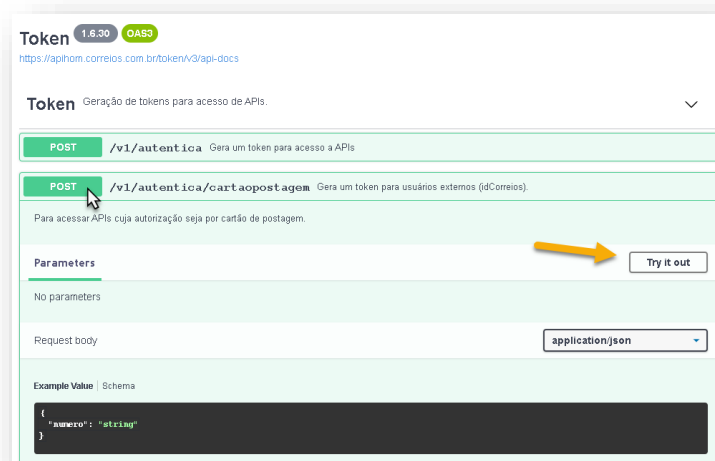 Token 1.6.30 OAS3
https://apihom.correios.com.br/token/v3/api-docs
Token Geração de tokens para acesso de APIs.
POST /v1/autentica Gera um token para acesso a APIs
POST /v1/autentica/cartaopostagem Gera um token para usuários externos (idCorreios).
Para acessar APIs cuja autorização seja por cartão de postagem.
Parameters Try it out
No parameters
Request body application/json
Example Value Schema
{
"numero": "string"
}